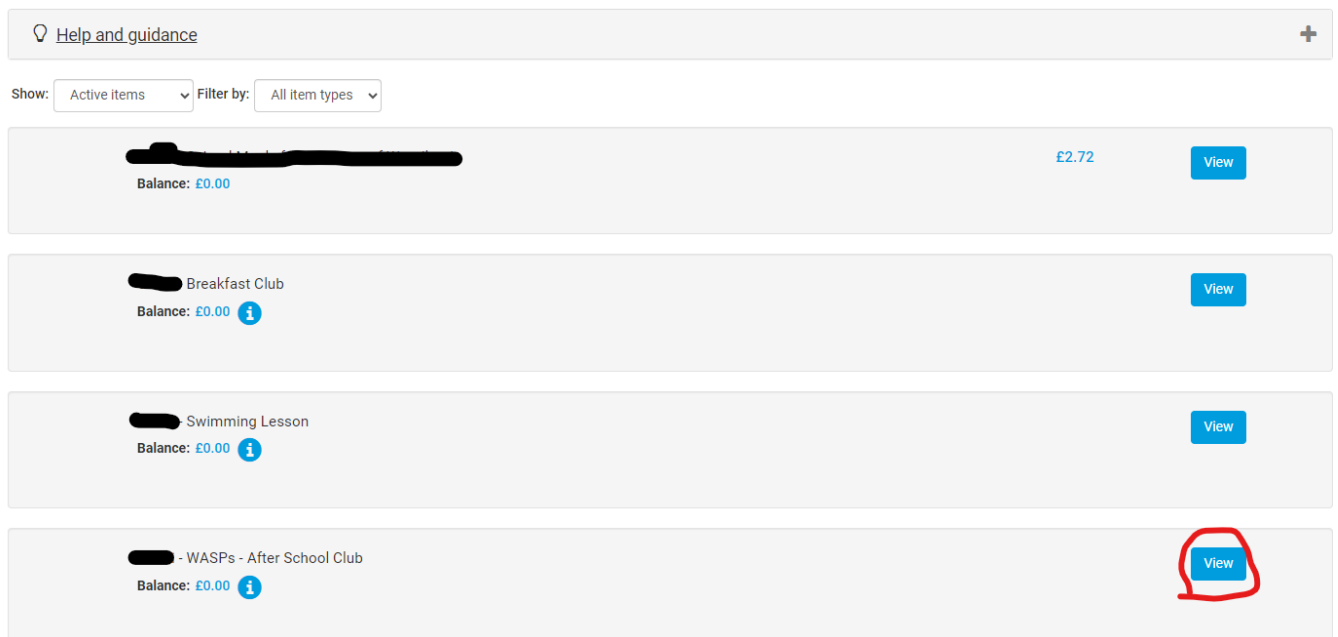 Help and guidance
Show: Active items Filter by: All item types
£2.72 View
Balance: £0.00
Breakfast Club View
Balance: £0.00
- Swimming Lesson View
Balance: £0.00
- WASPs - After School Club View
Balance: £0.00